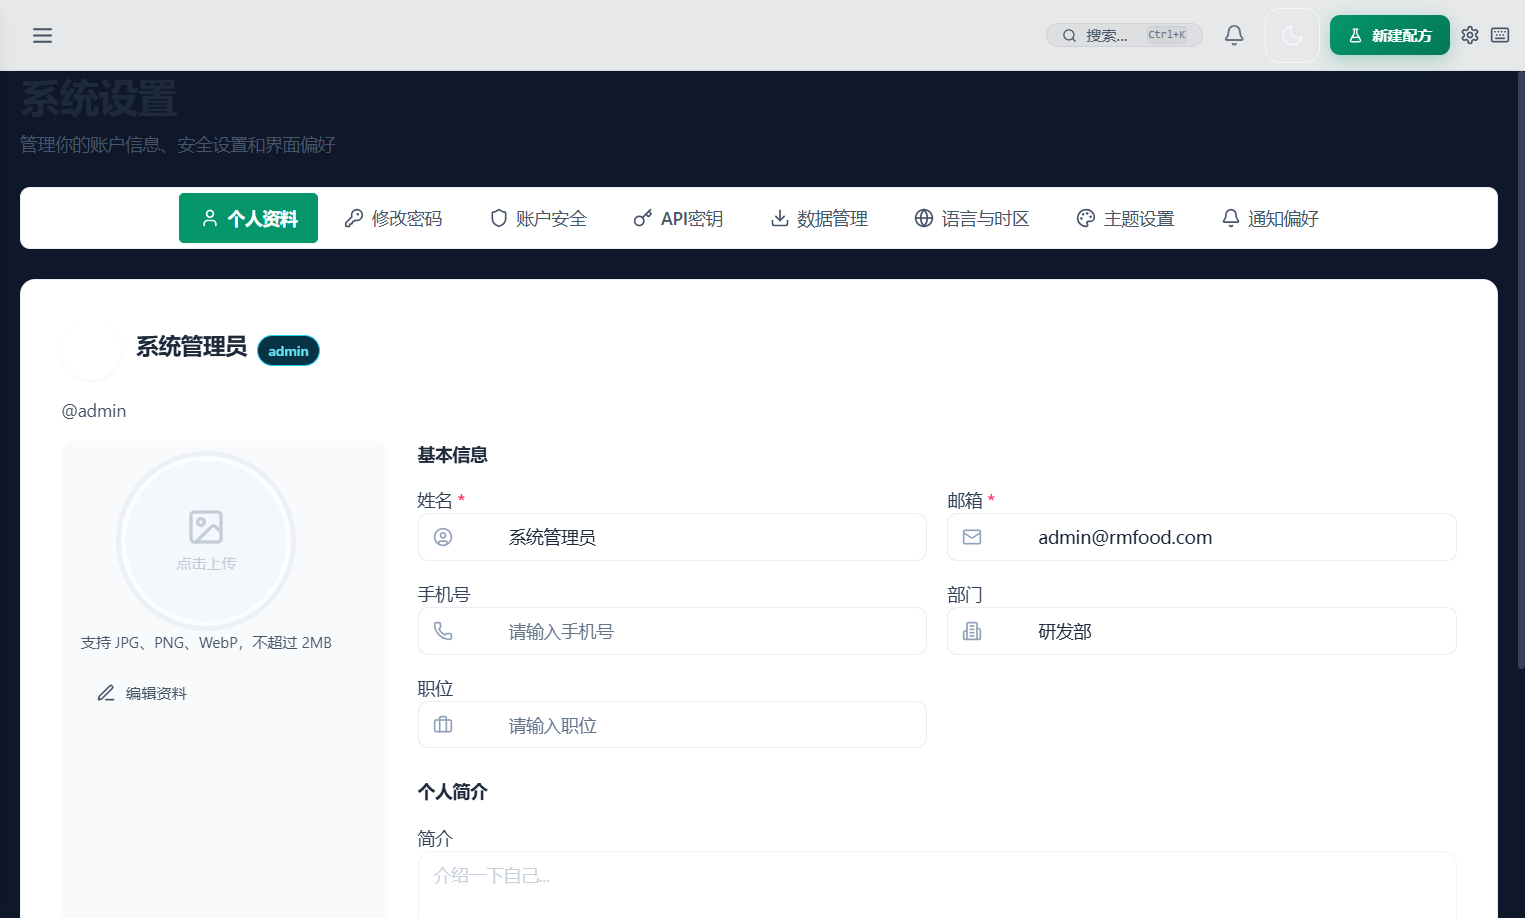 搜索... Ctrl+K 新建配方
系统设置
管理你的账户信息、安全设置和界面偏好
个人资料 修改密码 账户安全 API密钥 数据管理 语言与时区 主题设置 通知偏好
系统管理员 admin
@admin
点击上传
支持 JPG、PNG、WebP，不超过 2MB
编辑资料
基本信息
姓名 * 邮箱 *
系统管理员 admin@rmfood.com
手机号 部门
请输入手机号 研发部
职位
请输入职位
个人简介
简介
介绍一下自己...